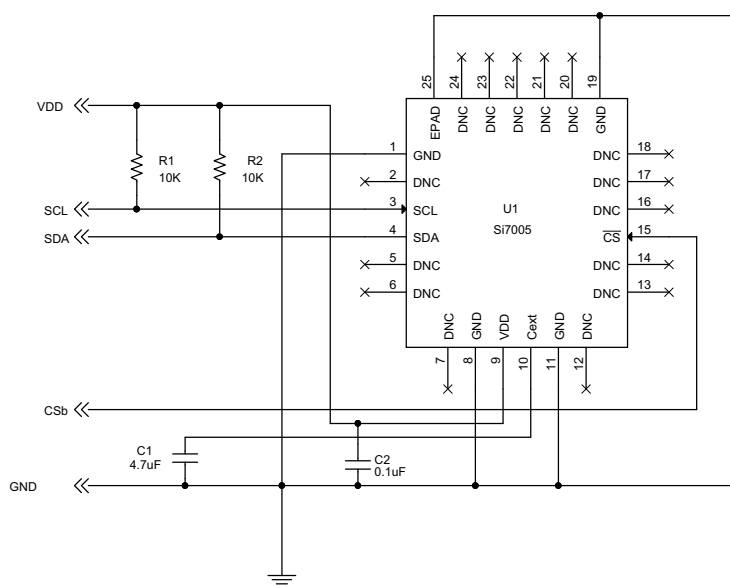 25
24
23
22
21
20
19
EPAD
DNC
DNC
DNC
DNC
DNC
GND
VDD
R1
10K
R2
10K
SCL
SDA
1
GND
2
DNC
3
SCL
4
SDA
5
DNC
6
DNC
U1
Si7005
DNC
18
DNC
17
DNC
16
CS
15
DNC
14
DNC
13
DNC
GND
VDD
Cext
GND
DNC
7
8
9
10
11
12
CSb
C1
4.7uF
C2
0.1uF
GND